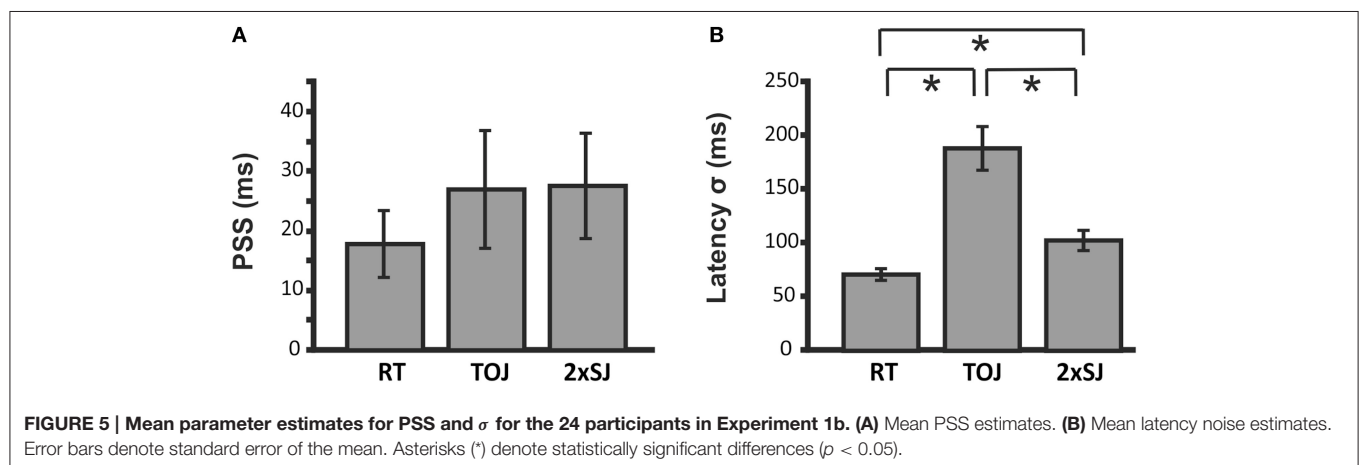 A
PSS (ms)
40
30
20
10
0
RT TOJ 2xSJ
B
*
* *
Latency σ (ms)
250
200
150
100
50
0
RT TOJ 2xSJ
FIGURE 5 | Mean parameter estimates for PSS and σ for the 24 participants in Experiment 1b. (A) Mean PSS estimates. (B) Mean latency noise estimates.
Error bars denote standard error of the mean. Asterisks (*) denote statistically significant differences (p < 0.05).